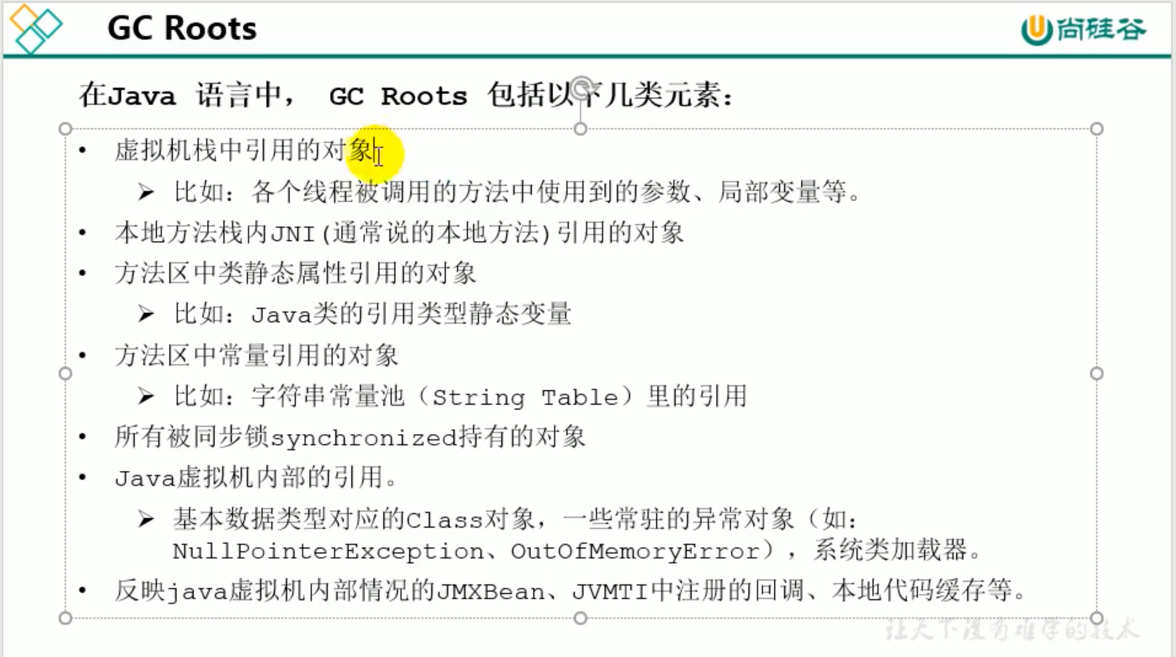 GC Roots
尚硅谷
在Java 语言中, GC Roots 包括以下几类元素:
• 虚拟机栈中引用的对象
➢ 比如: 各个线程被调用的方法中使用到的参数、局部变量等。
• 本地方法栈内JNI(通常说的本地方法)引用的对象
• 方法区中类静态属性引用的对象
➢ 比如: Java类的引用类型静态变量
• 方法区中常量引用的对象
➢ 比如: 字符串常量池（String Table）里的引用
• 所有被同步锁synchronized持有的对象
• Java虚拟机内部的引用。
➢ 基本数据类型对应的Class对象, 一些常驻的异常对象（如:
NullPointerException、OutOfMemoryError）, 系统类加载器。
• 反映java虚拟机内部情况的JMXBean、JVMTI中注册的回调、本地代码缓存等。
让天下没有难学的技术